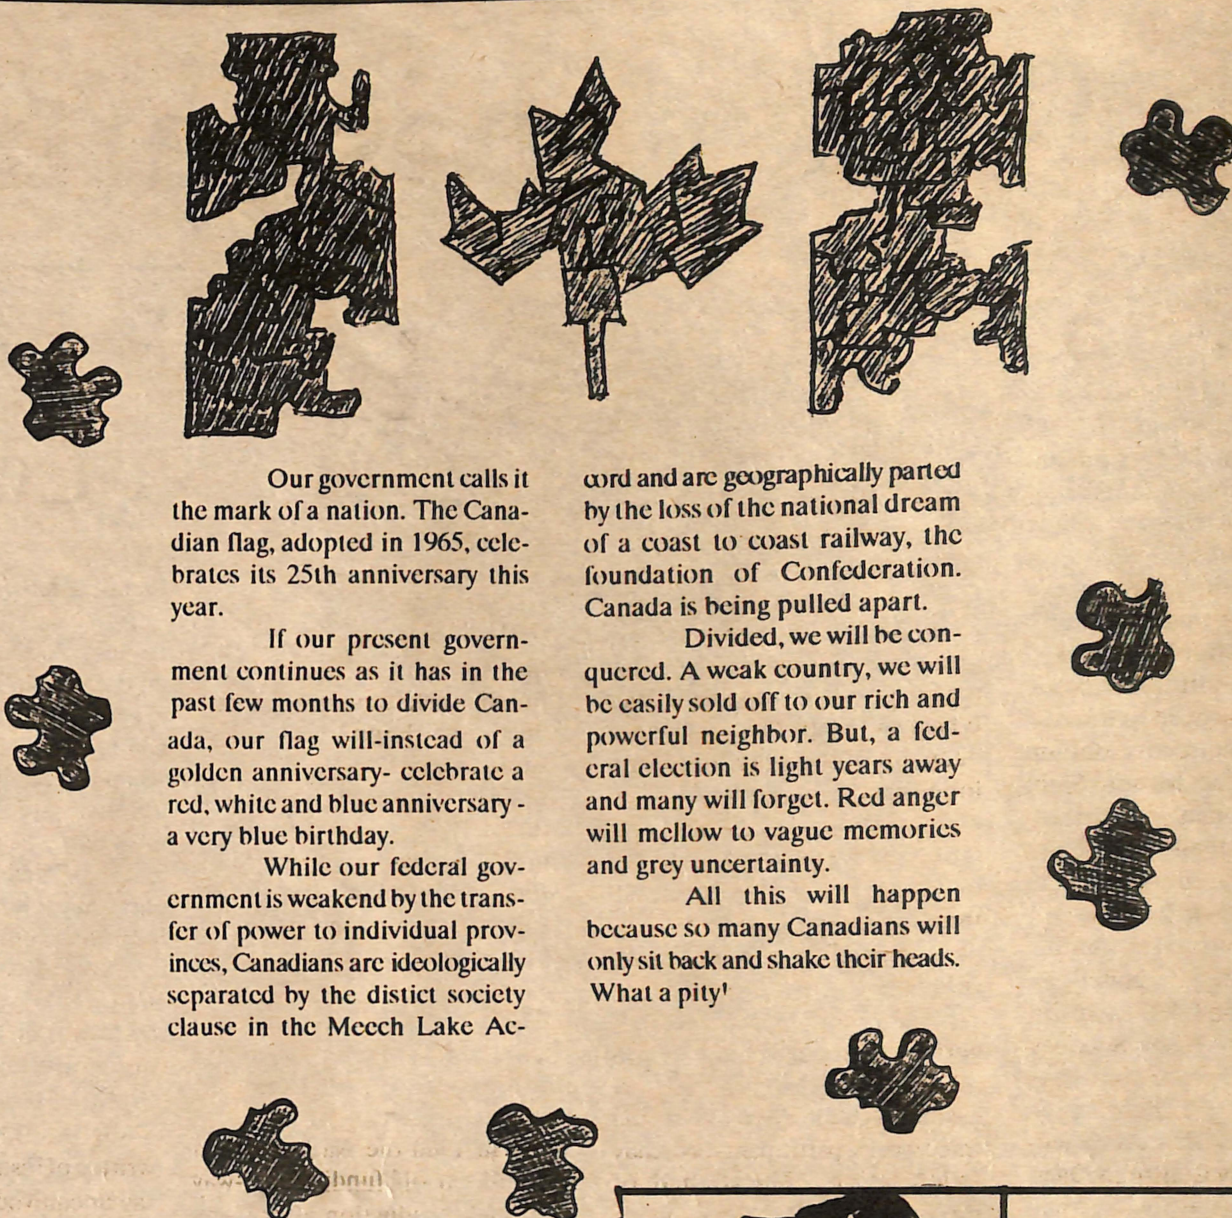 Our government calls it
the mark of a nation. The Cana-
dian flag, adopted in 1965, cele-
brates its 25th anniversary this
year.
If our present govern-
ment continues as it has in the
past few months to divide Can-
ada, our flag will-instead of a
golden anniversary- celebrate a
red, white and blue anniversary -
a very blue birthday.
While our federal gov-
ernment is weakend by the trans-
fer of power to individual prov-
inces, Canadians are ideologically
separated by the distict society
clause in the Meech Lake Ac-
cord and are geographically parted
by the loss of the national dream
of a coast to coast railway, the
foundation of Confederation.
Canada is being pulled apart.
Divided, we will be con-
quered. A weak country, we will
be easily sold off to our rich and
powerful neighbor. But, a fed-
eral election is light years away
and many will forget. Red anger
will mellow to vague memories
and grey uncertainty.
All this will happen
because so many Canadians will
only sit back and shake their heads.
What a pity!